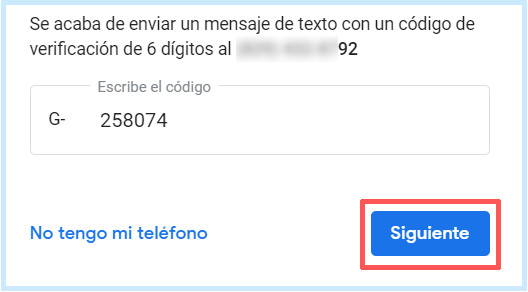 Se acaba de enviar un mensaje de texto con un código de
verificación de 6 dígitos al 92
Escribe el código
G- 258074
No tengo mi teléfono
Siguiente